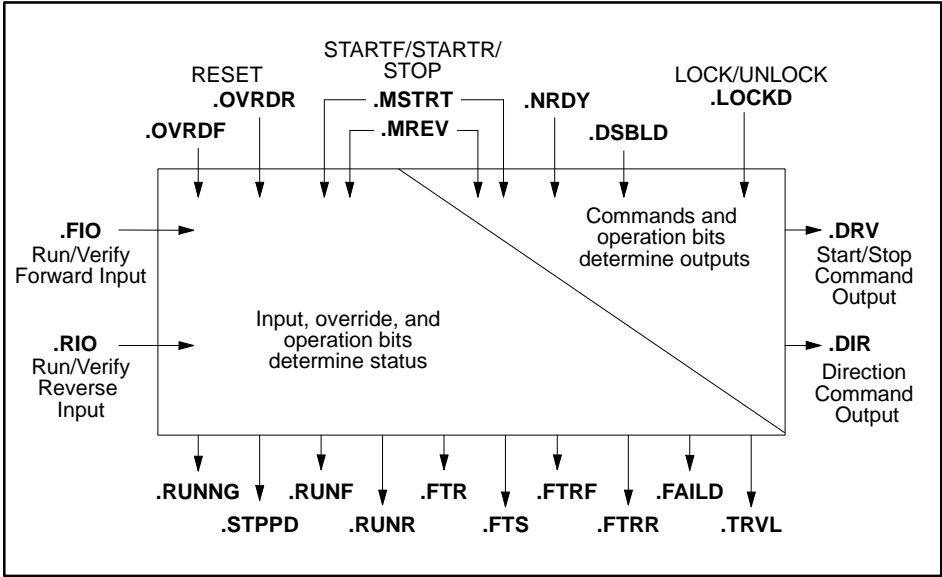 STARTF/STARTR/
STOP
RESET
LOCK/UNLOCK
.OVRDR
.MSTRT
.NRDY
.LOCKD
.OVRDF
.MREV
.DSBLD
Commands and
operation bits
determine outputs
.FIO
Run/Verify
Forward Input
.DRV
Start/Stop
Command
Output
Input, override, and
operation bits
determine status
.RIO
Run/Verify
Reverse
Input
.DIR
Direction
Command
Output
.RUNNG
.RUNF
.FTR
.FTRF
.FAILD
.STPPD
.RUNR
.FTS
.FTRR
.TRVL